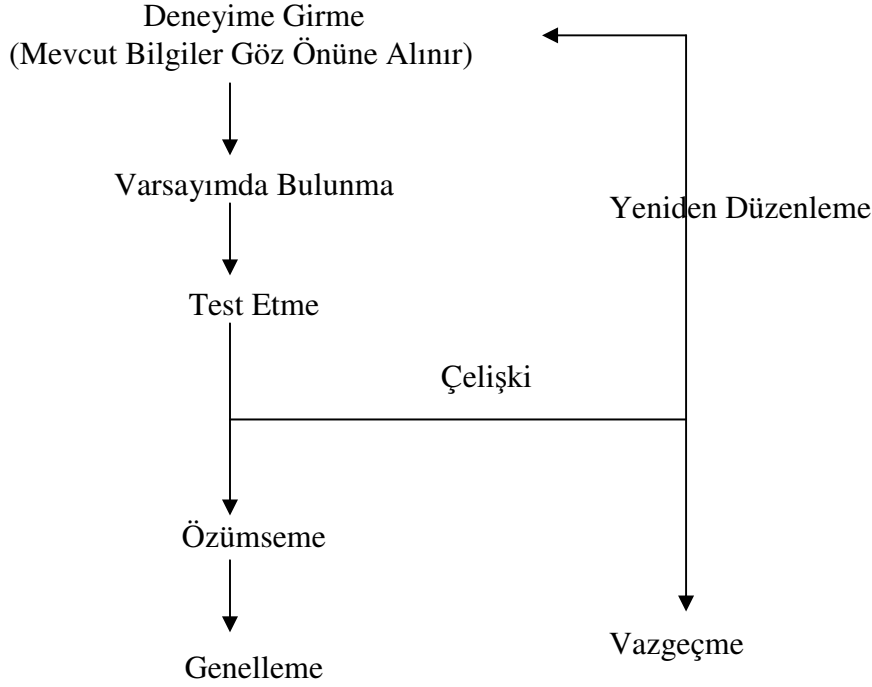 Deneyime Girme
(Mevcut Bilgiler Göz Önüne Alınır)
Varsayımda Bulunma
Yeniden Düzenleme
Test Etme
Çelişki
Özümseme
Vazgeçme
Genelleme